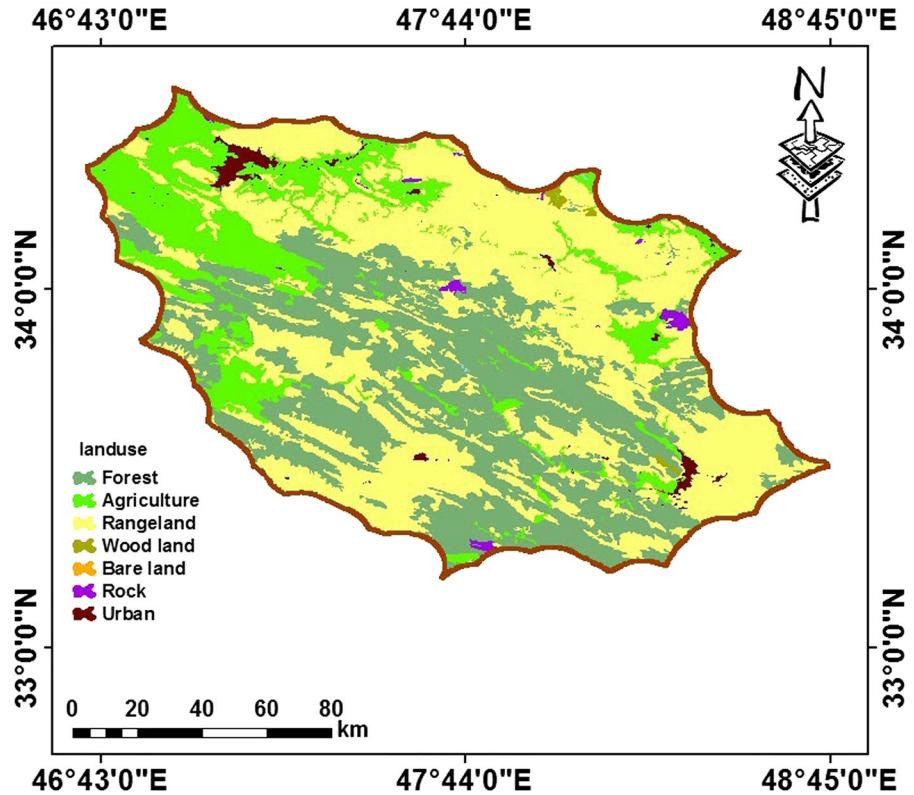 46°43'0"E 47°44'0"E 48°45'0"E
N
34°0'0"N 34°0'0"N
landuse
Forest
Agriculture
Rangeland
Wood land
Bare land
Rock
Urban
33°0'0"N 33°0'0"N
0 20 40 60 80
km
46°43'0"E 47°44'0"E 48°45'0"E